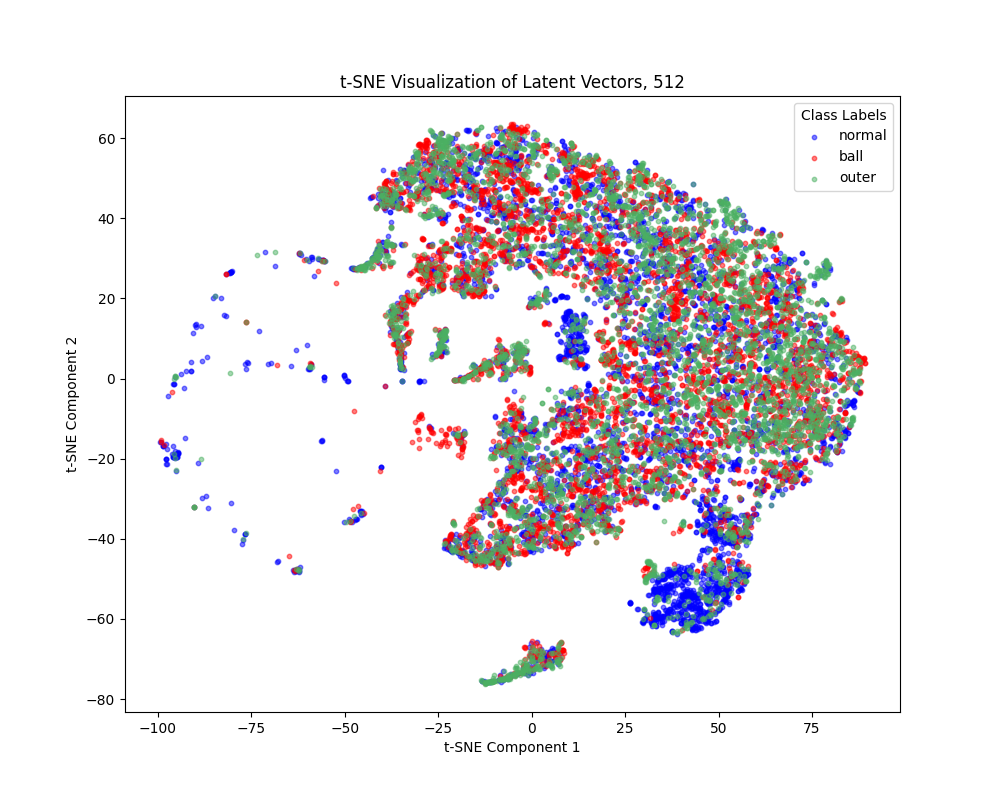 t-SNE Visualization of Latent Vectors, 512
Class Labels
normal
ball
outer
60
40
20
0
−20
−40
−60
−80
t-SNE Component 2
−100
−75
−50
−25
0
25
50
75
t-SNE Component 1